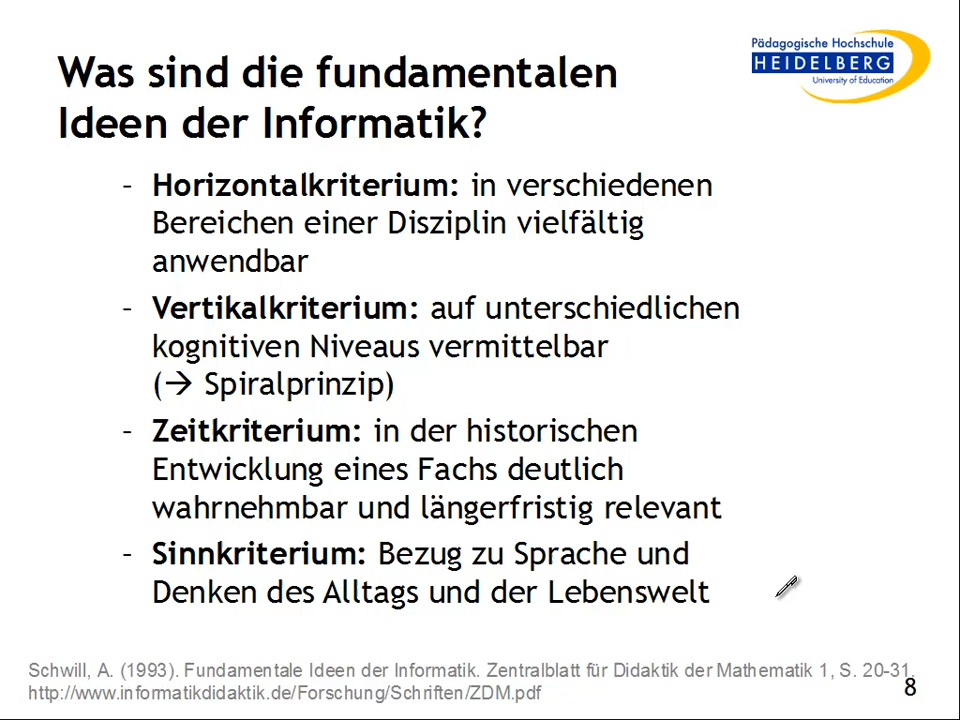 Was sind die fundamentalen
Ideen der Informatik?
Pädagogische Hochschule
HEIDELBERG
University of Education
– Horizontalkriterium: in verschiedenen
Bereichen einer Disziplin vielfältig
anwendbar
– Vertikalkriterium: auf unterschiedlichen
kognitiven Niveaus vermittelbar
(→ Spiralprinzip)
– Zeitkriterium: in der historischen
Entwicklung eines Fachs deutlich
wahrnehmbar und längerfristig relevant
– Sinnkriterium: Bezug zu Sprache und
Denken des Alltags und der Lebenswelt
Schwill, A. (1993). Fundamentale Ideen der Informatik. Zentralblatt für Didaktik der Mathematik 1, S. 20-31.
http://www.informatikdidaktik.de/Forschung/Schriften/ZDM.pdf
8